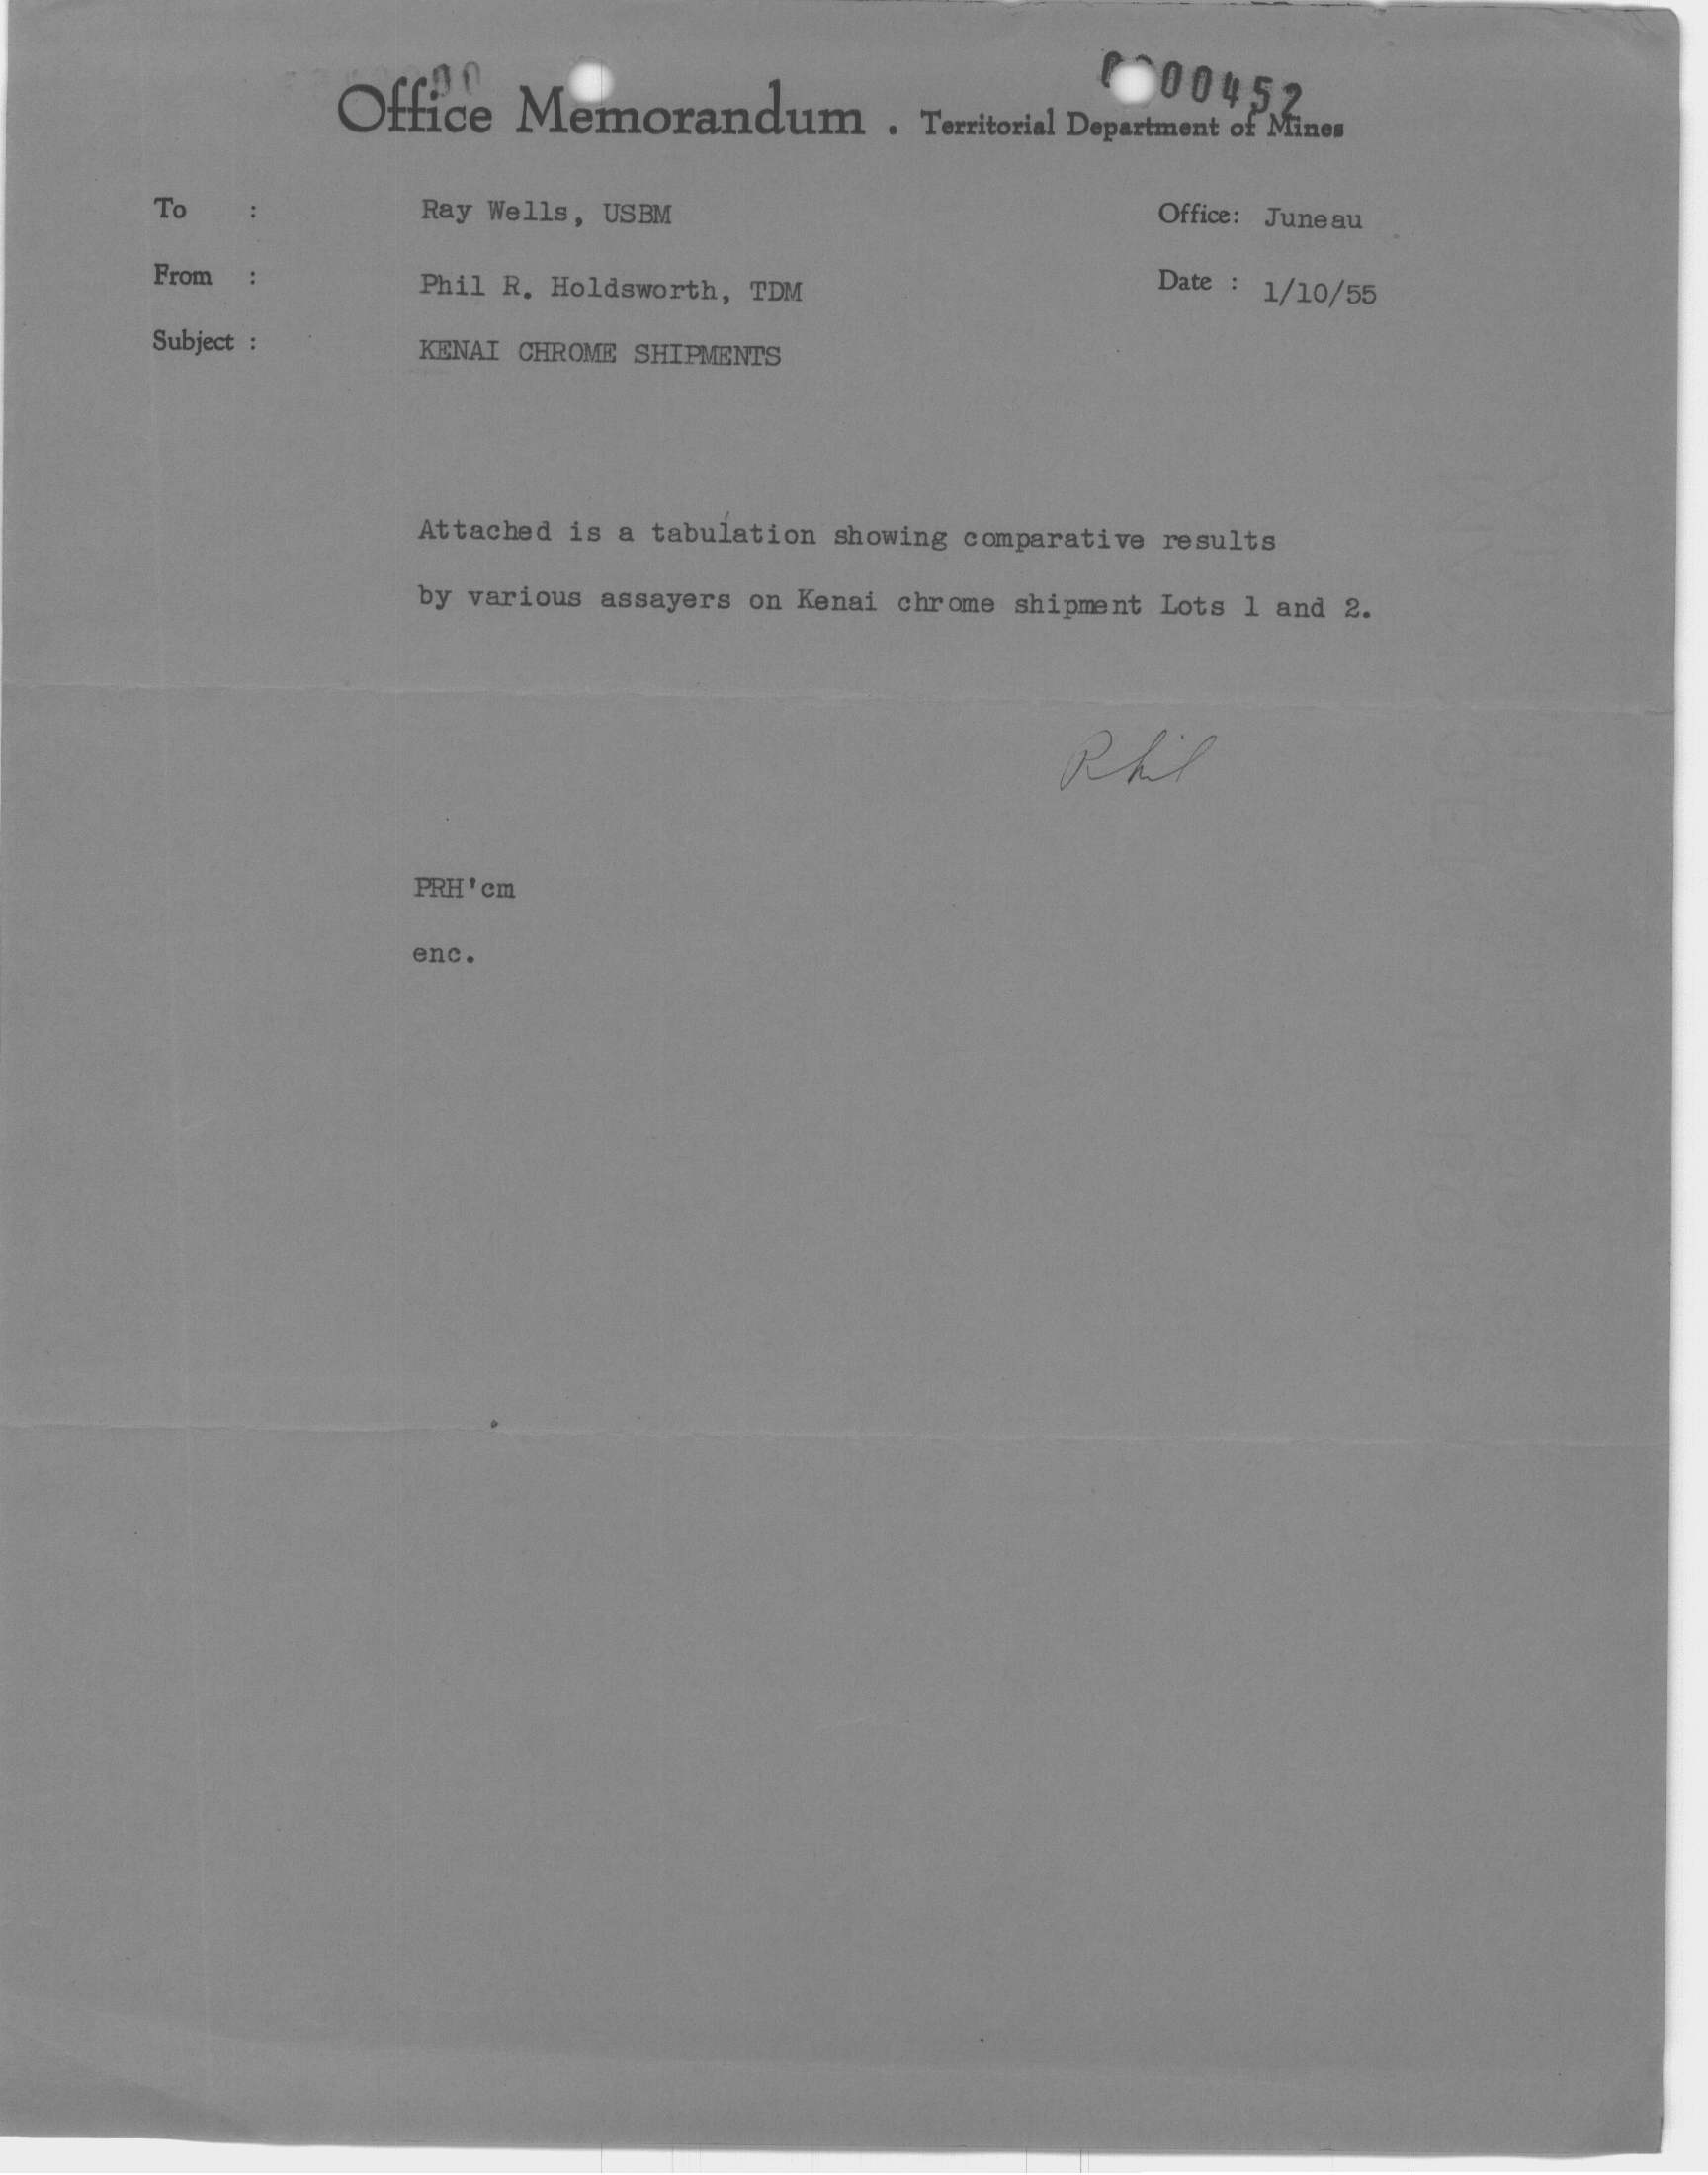 00452
Office Memorandum . Territorial Department of Mines
To : Ray Wells, USBM Office: Juneau
From : Phil R. Holdsworth, TDM Date : 1/10/55
Subject : KENAI CHROME SHIPMENTS
Attached is a tabulation showing comparative results
by various assayers on Kenai chrome shipment Lots 1 and 2.
Phil
PRH'cm
enc.